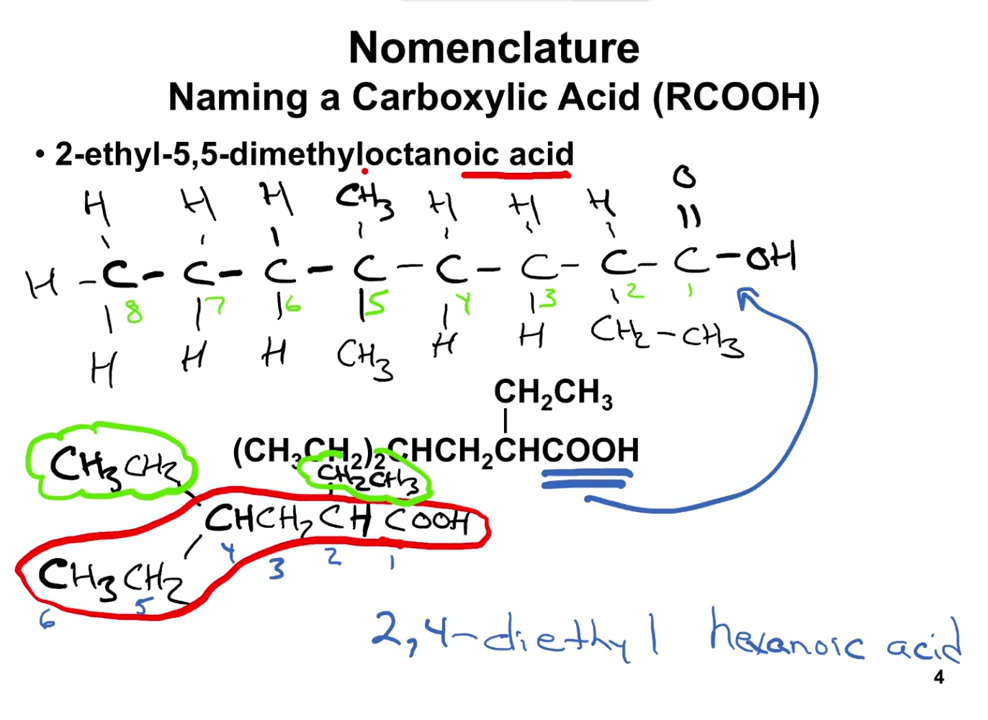 Nomenclature
Naming a Carboxylic Acid (RCOOH)
• 2-ethyl-5,5-dimethyloctanoic acid
O
H H H CH3 H H H ||
H - C - C - C - C - C - C - C - C - OH
8 7 6 5 4 3 2 1
H H H CH3 H H CH2 - CH3
CH2CH3
(CH3CH2)2CHCH2CHCOOH
CH3CH2 CH2CH3
CHCH2CH COOH
4 3 2 1
CH3CH2
6 5
2,4-diethyl hexanoic acid
4